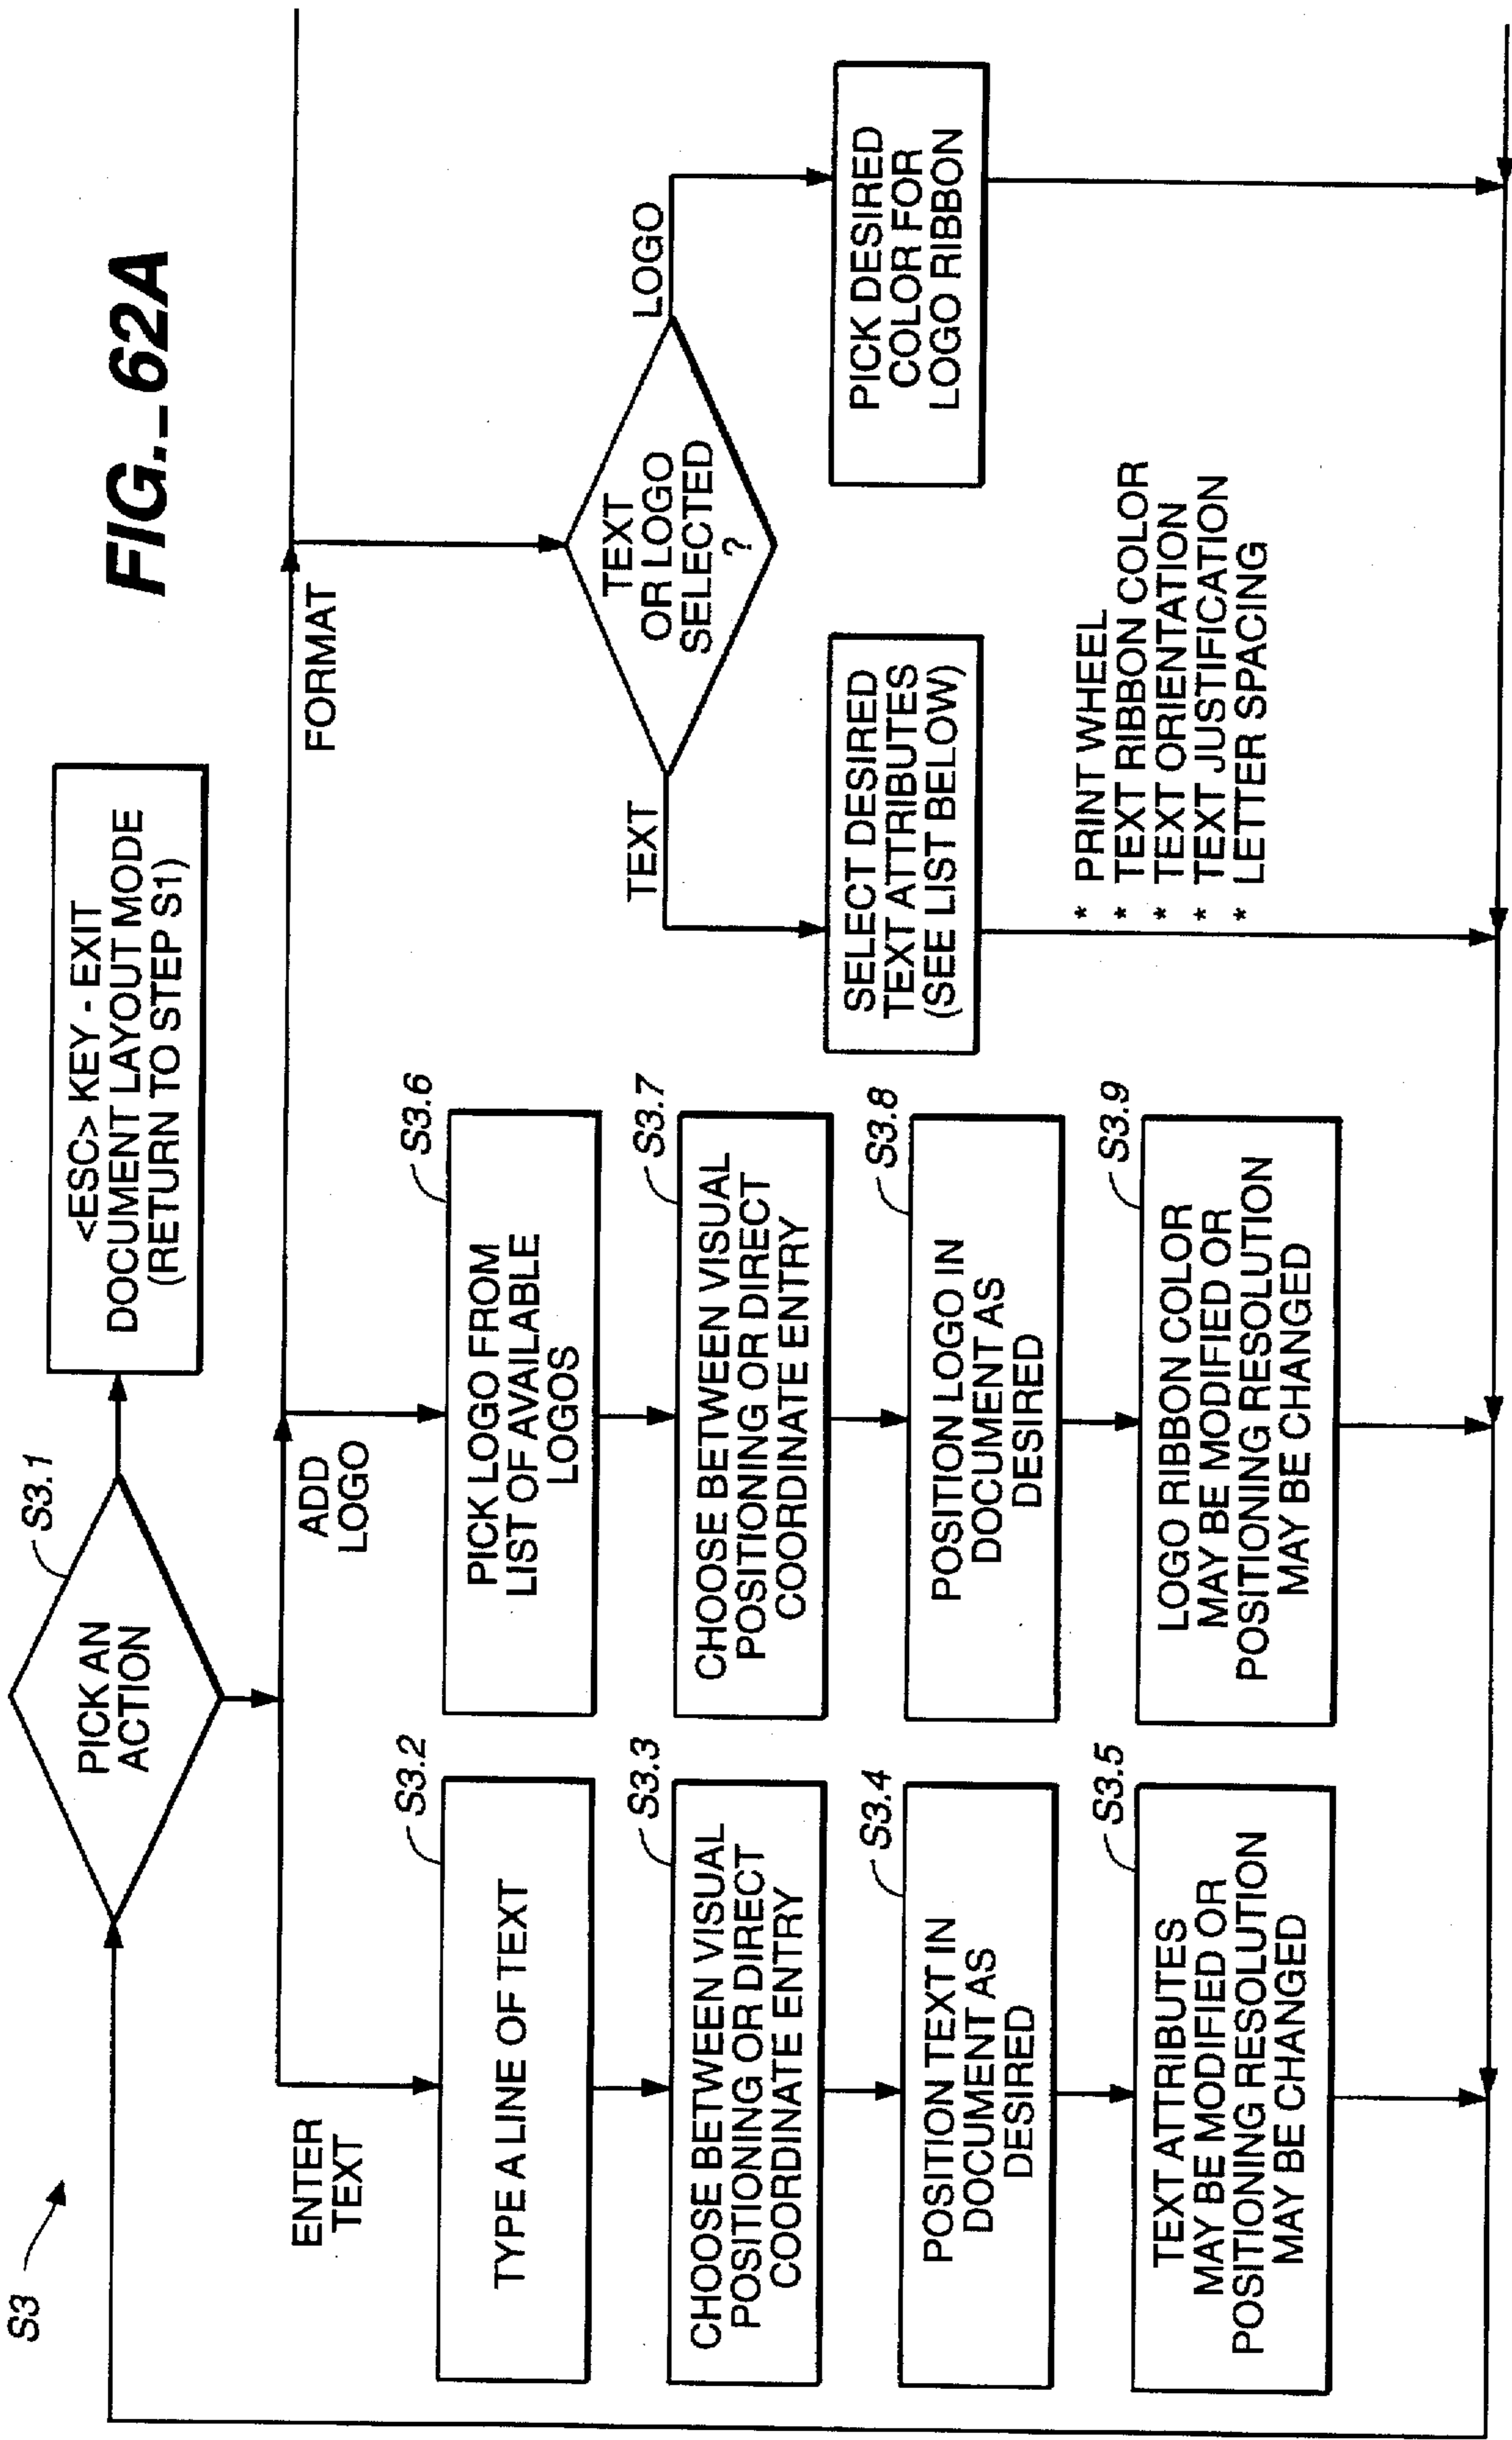 FIG._62A
S3
PICK AN
ACTION
S3.1
<ESC> KEY - EXIT
DOCUMENT LAYOUT MODE
(RETURN TO STEP S1)
ENTER
TEXT
ADD
LOGO
FORMAT
S3.2
TYPE A LINE OF TEXT
S3.3
CHOOSE BETWEEN VISUAL
POSITIONING OR DIRECT
COORDINATE ENTRY
S3.4
POSITION TEXT IN
DOCUMENT AS
DESIRED
S3.5
TEXT ATTRIBUTES
MAY BE MODIFIED OR
POSITIONING RESOLUTION
MAY BE CHANGED
S3.6
PICK LOGO FROM
LIST OF AVAILABLE
LOGOS
S3.7
CHOOSE BETWEEN VISUAL
POSITIONING OR DIRECT
COORDINATE ENTRY
S3.8
POSITION LOGO IN
DOCUMENT AS
DESIRED
S3.9
LOGO RIBBON COLOR
MAY BE MODIFIED OR
POSITIONING RESOLUTION
MAY BE CHANGED
TEXT
OR LOGO
SELECTED
?
TEXT
LOGO
SELECT DESIRED
TEXT ATTRIBUTES
(SEE LIST BELOW)
PICK DESIRED
COLOR FOR
LOGO RIBBON
* PRINT WHEEL
* TEXT RIBBON COLOR
* TEXT ORIENTATION
* TEXT JUSTIFICATION
* LETTER SPACING